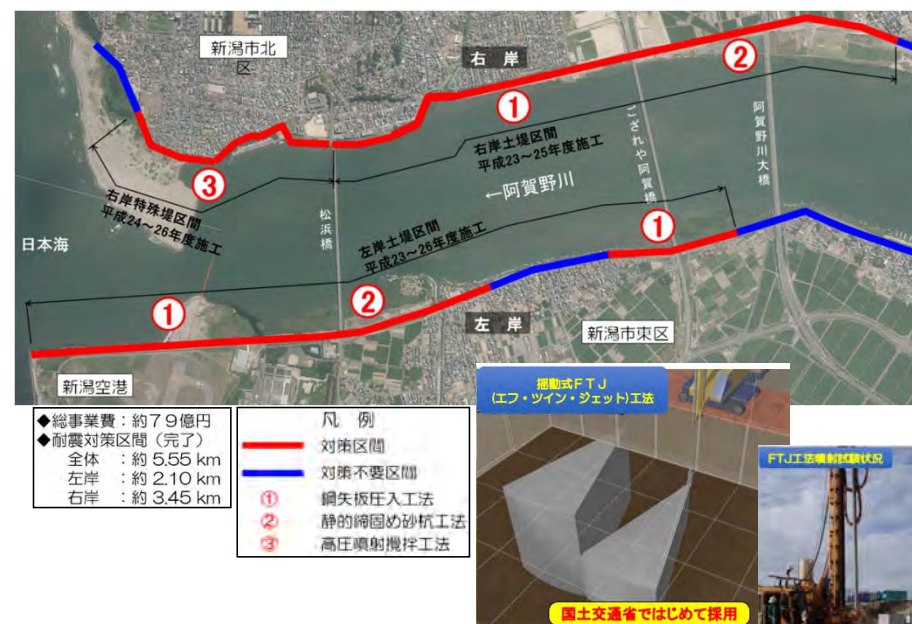 新潟市北
区
右　岸
②
①
阿賀野川大橋
ござれや阿賀橋
右岸土堤区間
平成23～25年度施工
③
←阿賀野川
右岸特殊堤区間
平成24～26年度施工
松浜橋
左岸土堤区間
平成23～26年度施工
①
日本海
①
②
左　岸
新潟市東区
新潟空港
◆総事業費：約７９億円
◆耐震対策区間（完了）
全体　：約 5.55 km
左岸　：約 2.10 km
右岸　：約 3.45 km
凡　例
対策区間
対策不要区間
①　鋼矢板圧入工法
②　静的締固め砂杭工法
③　高圧噴射攪拌工法
揺動式ＦＴＪ
(エフ・ツイン・ジェット)工法
FTJ工法噴射試験状況
国土交通省ではじめて採用